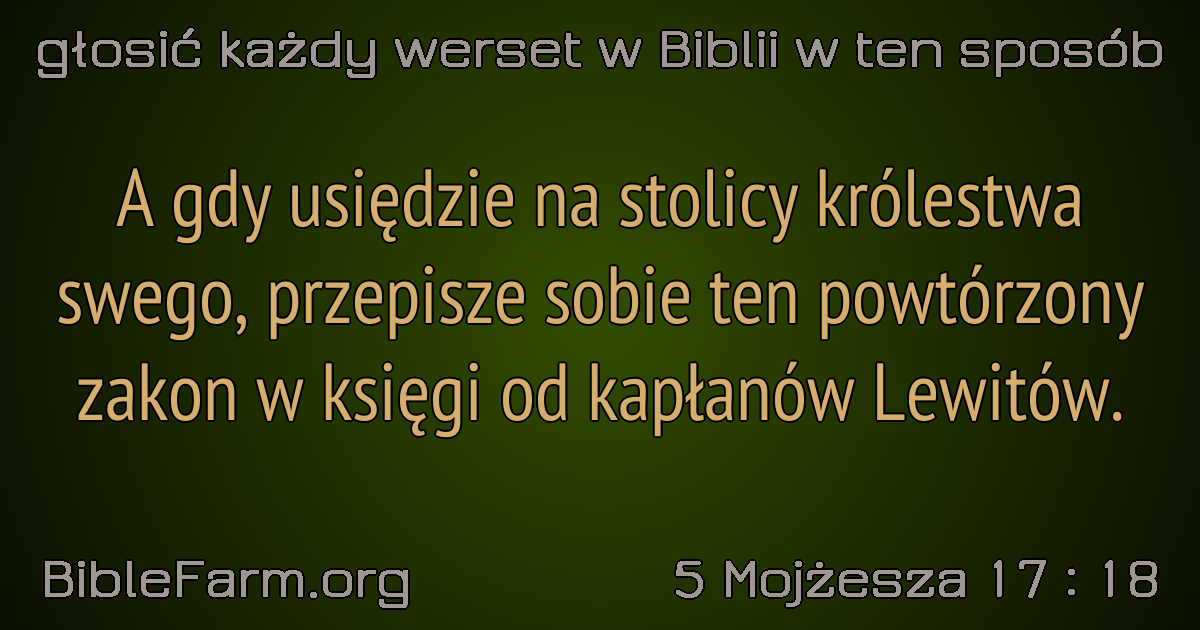 głosić każdy werset w Biblii w ten sposób
A gdy usiędzie na stolicy królestwa
swego, przepisze sobie ten powtórzony
zakon w księgi od kapłanów Lewitów.
BibleFarm.org
5 Mojżesza 17 : 18